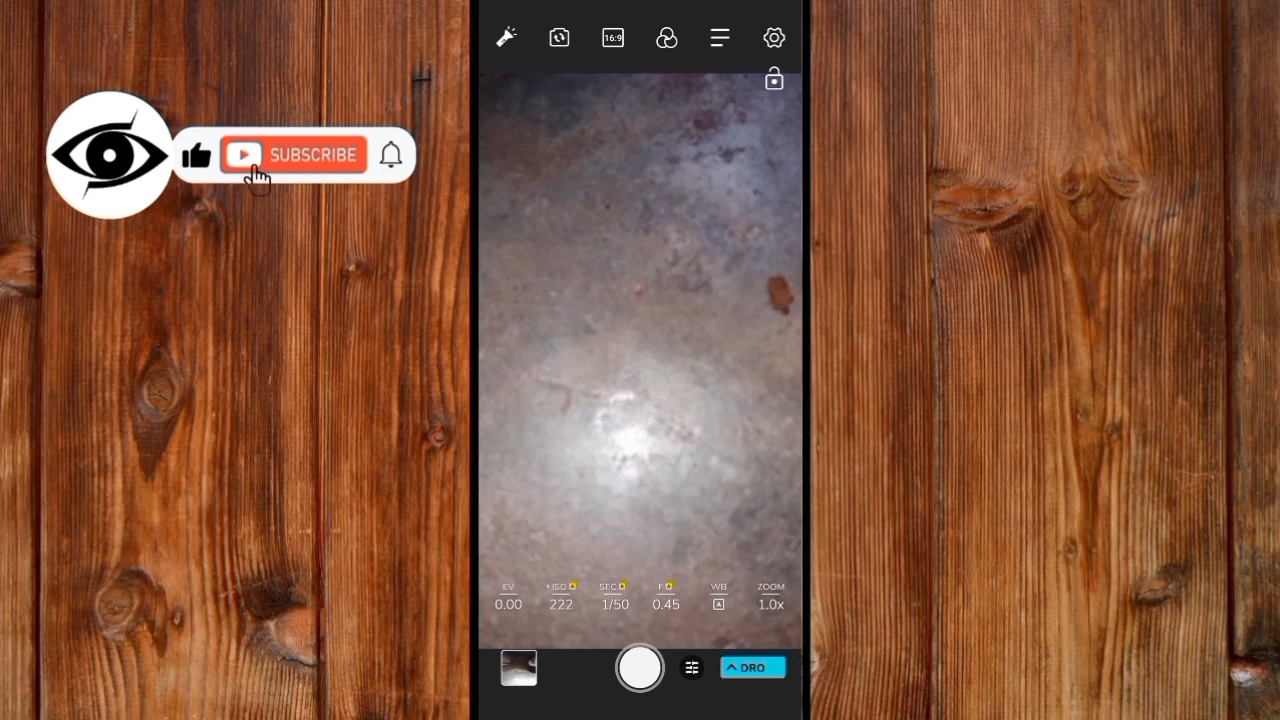 16:9
SUBSCRIBE
EV ISO A SEC A F A WB ZOOM
0.00 222 1/50 0.45 A 1.0x
DRO